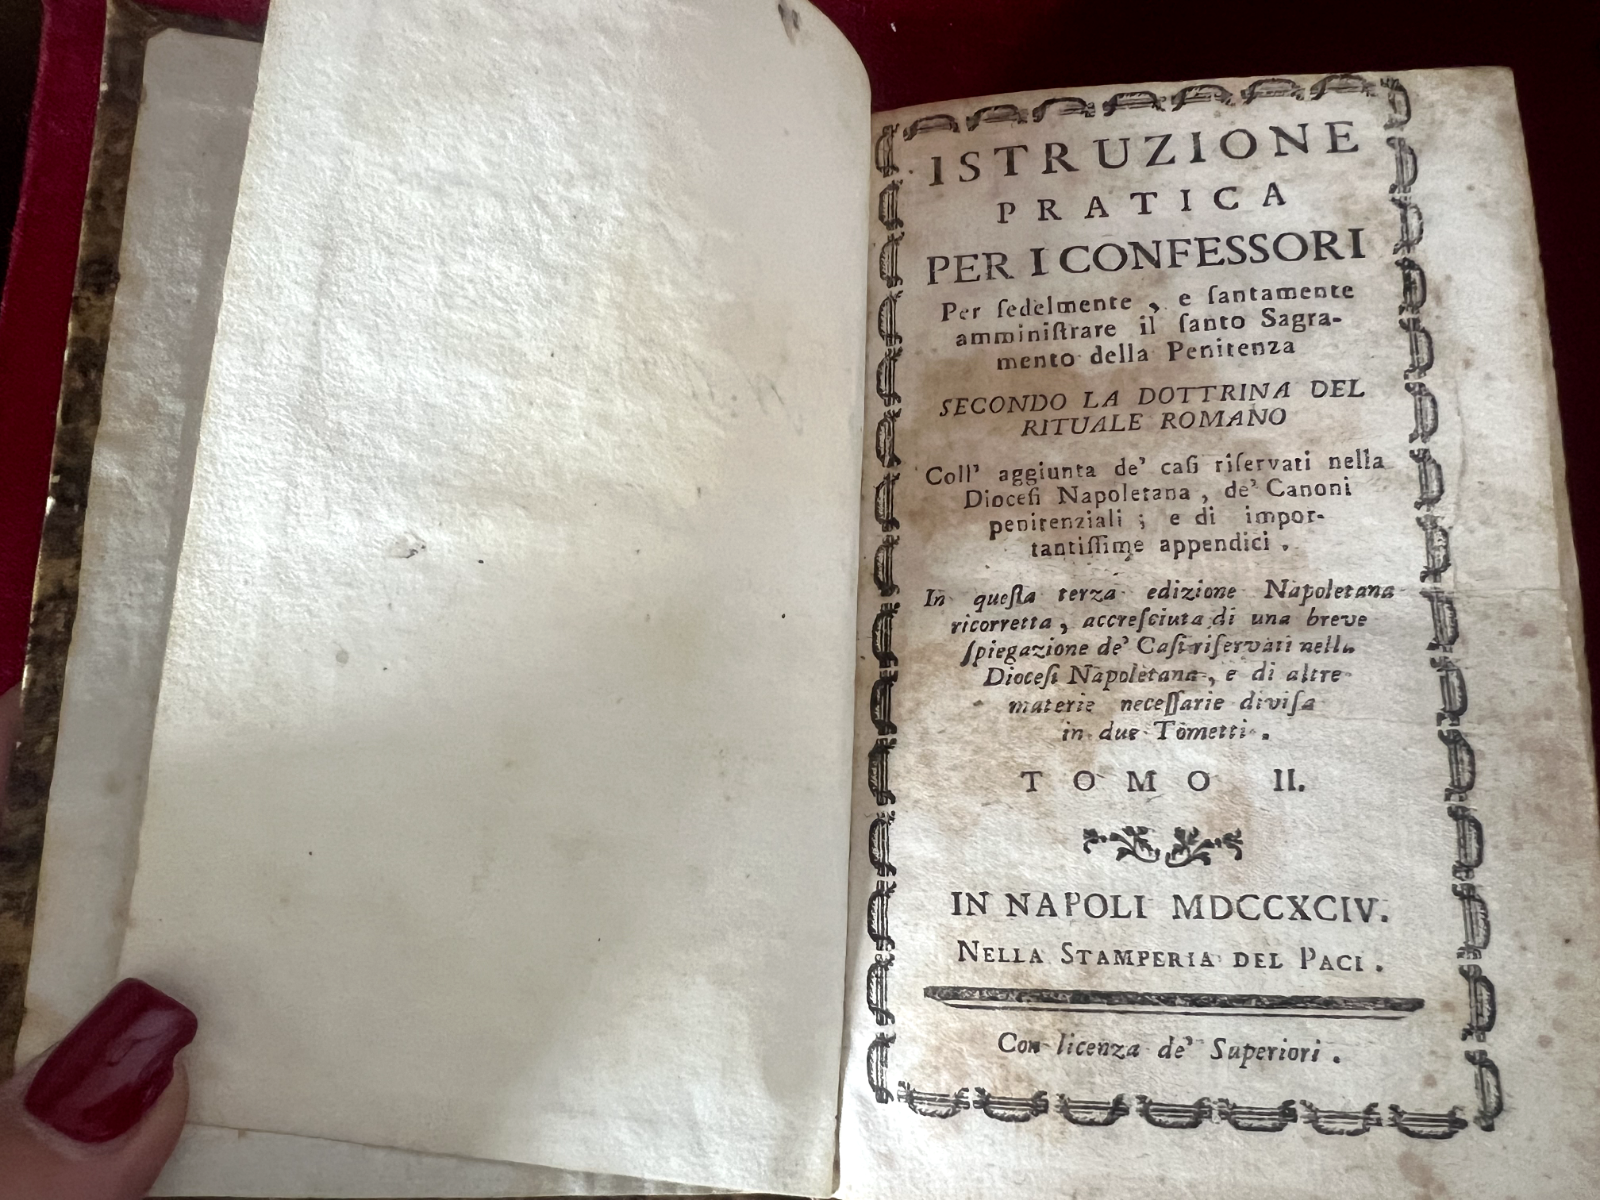 ISTRUZIONE
PRATICA
PER I CONFESSORI
Per fedelmente , e ſantamente
amminiſtrare il ſanto Sagra-
mento della Penitenza
SECONDO LA DOTTRINA DEL
RITUALE ROMANO
Coll' aggiunta de' caſi riſervati nella
Dioceſi Napoletana , de' Canoni
penitenziali ; e di impor-
tantiſſime appendici .
In queſta terza edizione Napoletana
ricorretta , accreſciuta di una breve
ſpiegazione de' Caſi riſervati nella
Dioceſi Napoletana , e di altre
materie neceſſarie diviſa
in due Tometti .
TOMO II.
IN NAPOLI MDCCXCIV.
NELLA STAMPERIA DEL PACI .
Con licenza de' Superiori .